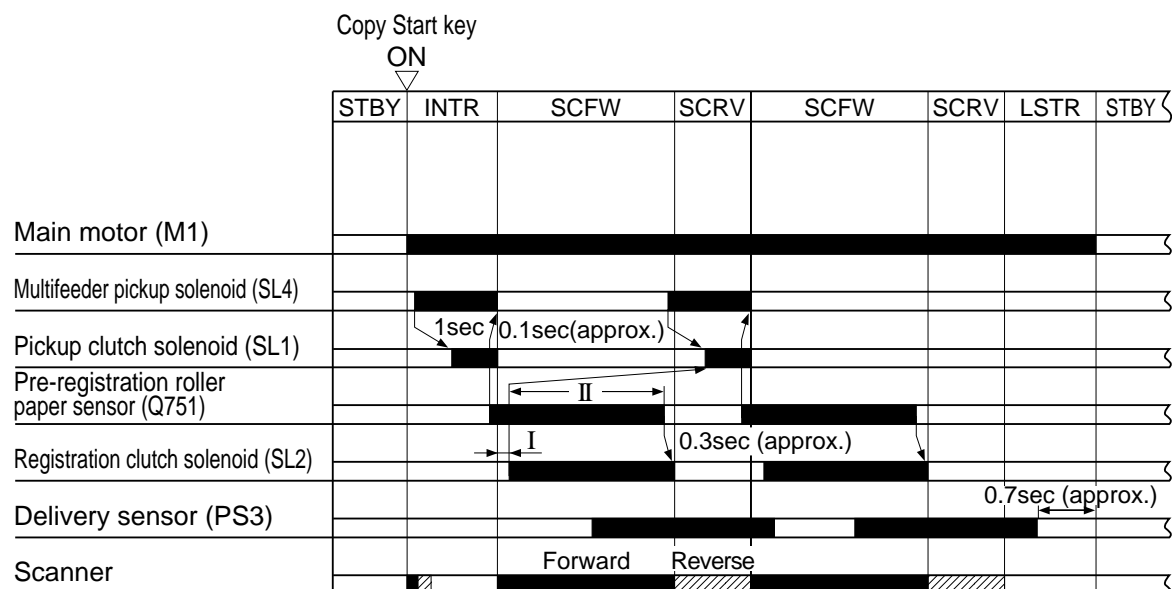 Copy Start key
ON
STBY INTR SCFW SCRV SCFW SCRV LSTR STBY
Main motor (M1)
Multifeeder pickup solenoid (SL4)
1sec 0.1sec(approx.)
Pickup clutch solenoid (SL1)
Pre-registration roller
paper sensor (Q751)
II
I 0.3sec (approx.)
Registration clutch solenoid (SL2)
0.7sec (approx.)
Delivery sensor (PS3)
Forward Reverse
Scanner